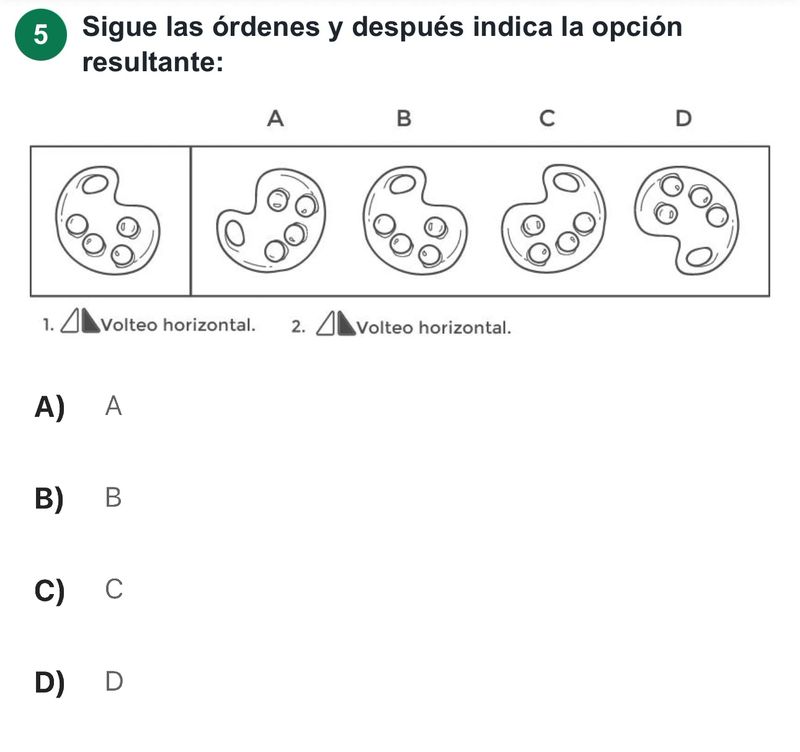 5 Sigue las órdenes y después indica la opción
resultante:
A B C D
1. Volteo horizontal. 2. Volteo horizontal.
A) A
B) B
C) C
D) D